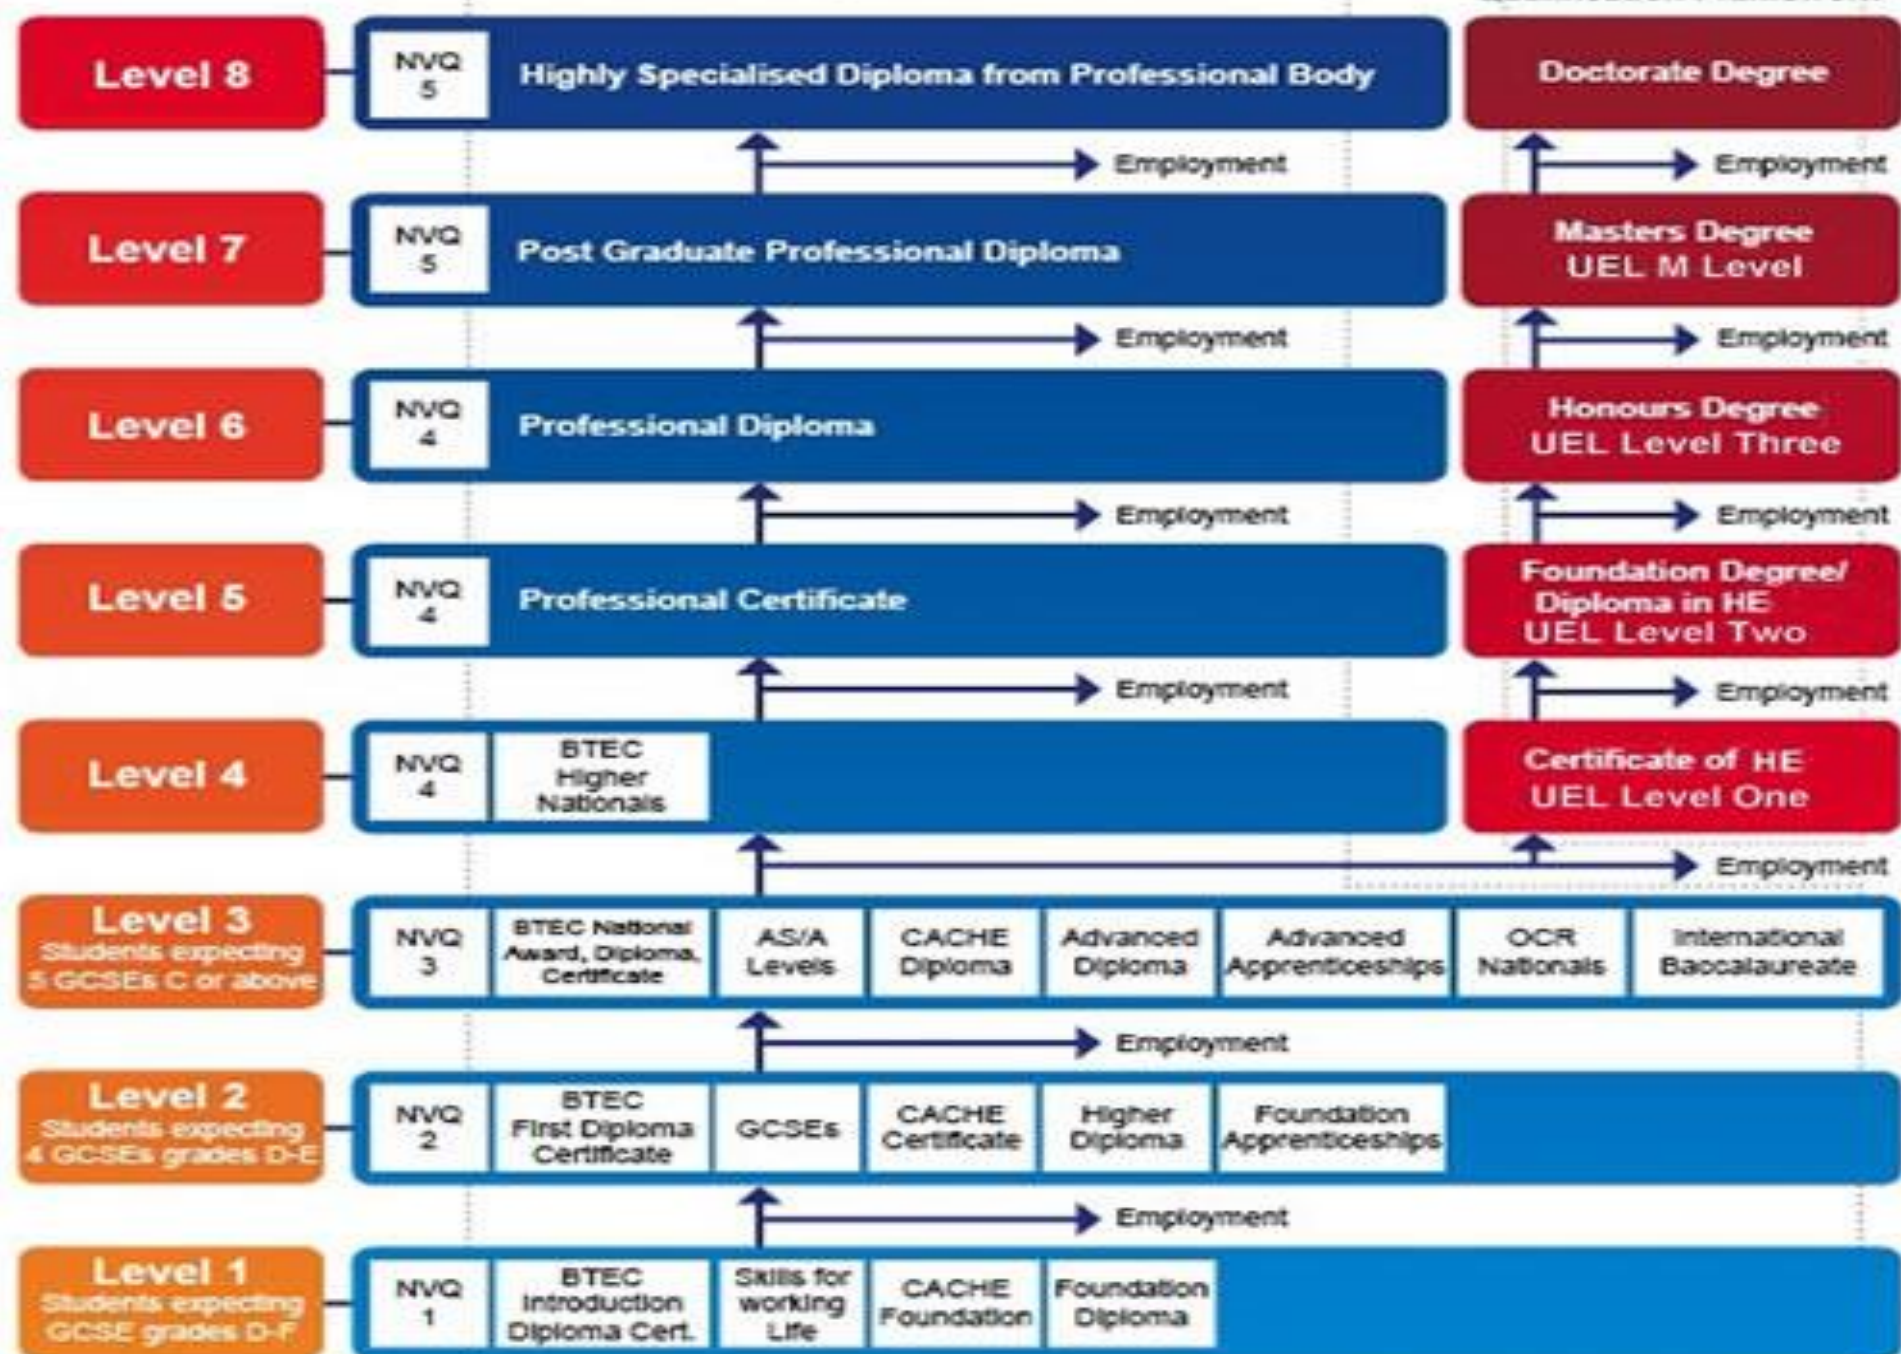 Level 8
NVQ
5
Highly Specialised Diploma from Professional Body
Doctorate Degree
Employment
Employment
Level 7
NVQ
5
Post Graduate Professional Diploma
Masters Degree
UEL M Level
Employment
Employment
Level 6
NVQ
4
Professional Diploma
Honours Degree
UEL Level Three
Employment
Employment
Level 5
NVQ
4
Professional Certificate
Foundation Degree/
Diploma in HE
UEL Level Two
Employment
Employment
Level 4
NVQ
4
BTEC
Higher
Nationals
Certificate of HE
UEL Level One
Employment
Level 3
Students expecting
5 GCSEs C or above
NVQ
3
BTEC National
Award, Diploma,
Certificate
AS/A
Levels
CACHE
Diploma
Advanced
Diploma
Advanced
Apprenticeships
OCR
Nationals
International
Baccalaureate
Employment
Level 2
Students expecting
4 GCSEs grades D-E
NVQ
2
BTEC
First Diploma
Certificate
GCSEs
CACHE
Certificate
Higher
Diploma
Foundation
Apprenticeships
Employment
Level 1
Students expecting
GCSE grades D-F
NVQ
1
BTEC
Introduction
Diploma Cert.
Skills for
working
Life
CACHE
Foundation
Foundation
Diploma